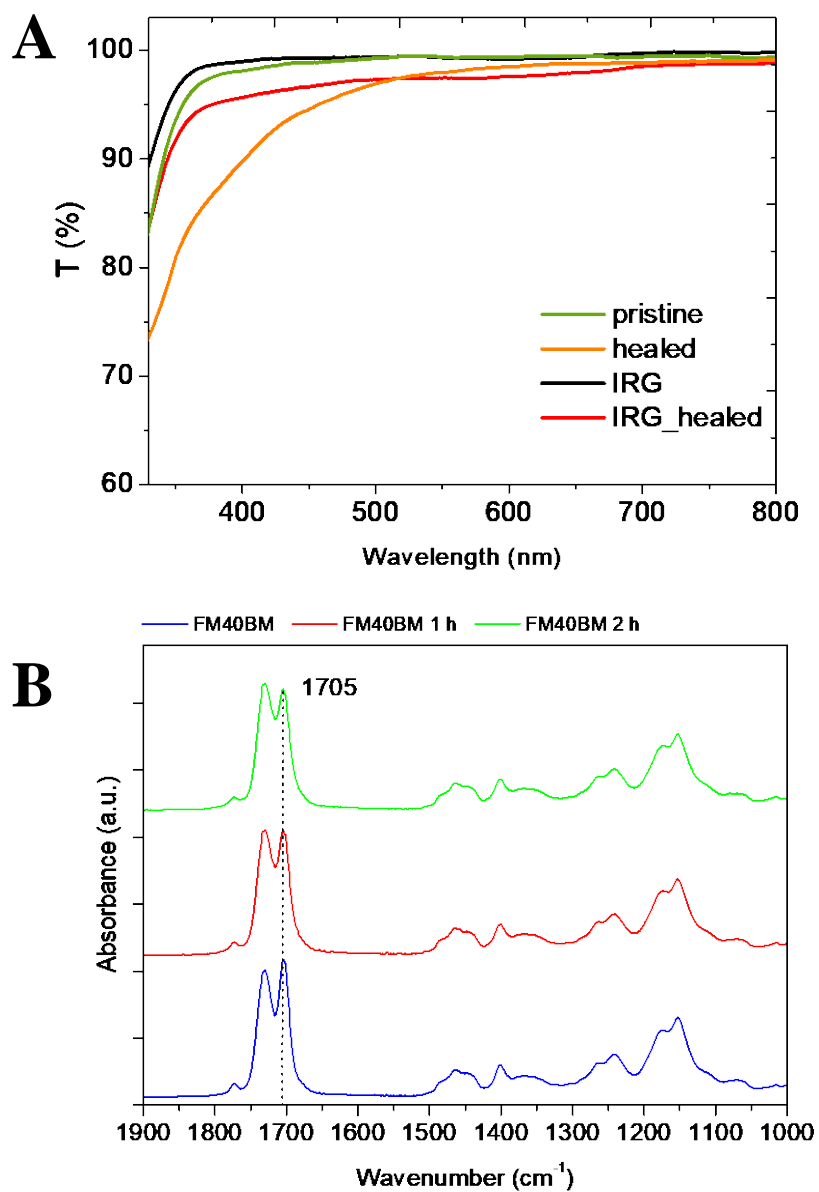 A
100
90
80
70
60
T (%)
pristine
healed
IRG
IRG_healed
400 500 600 700 800
Wavelength (nm)
FM40BM FM40BM 1 h FM40BM 2 h
B
1705
Absorbance (a.u.)
1900 1800 1700 1600 1500 1400 1300 1200 1100 1000
Wavenumber (cm⁻¹)